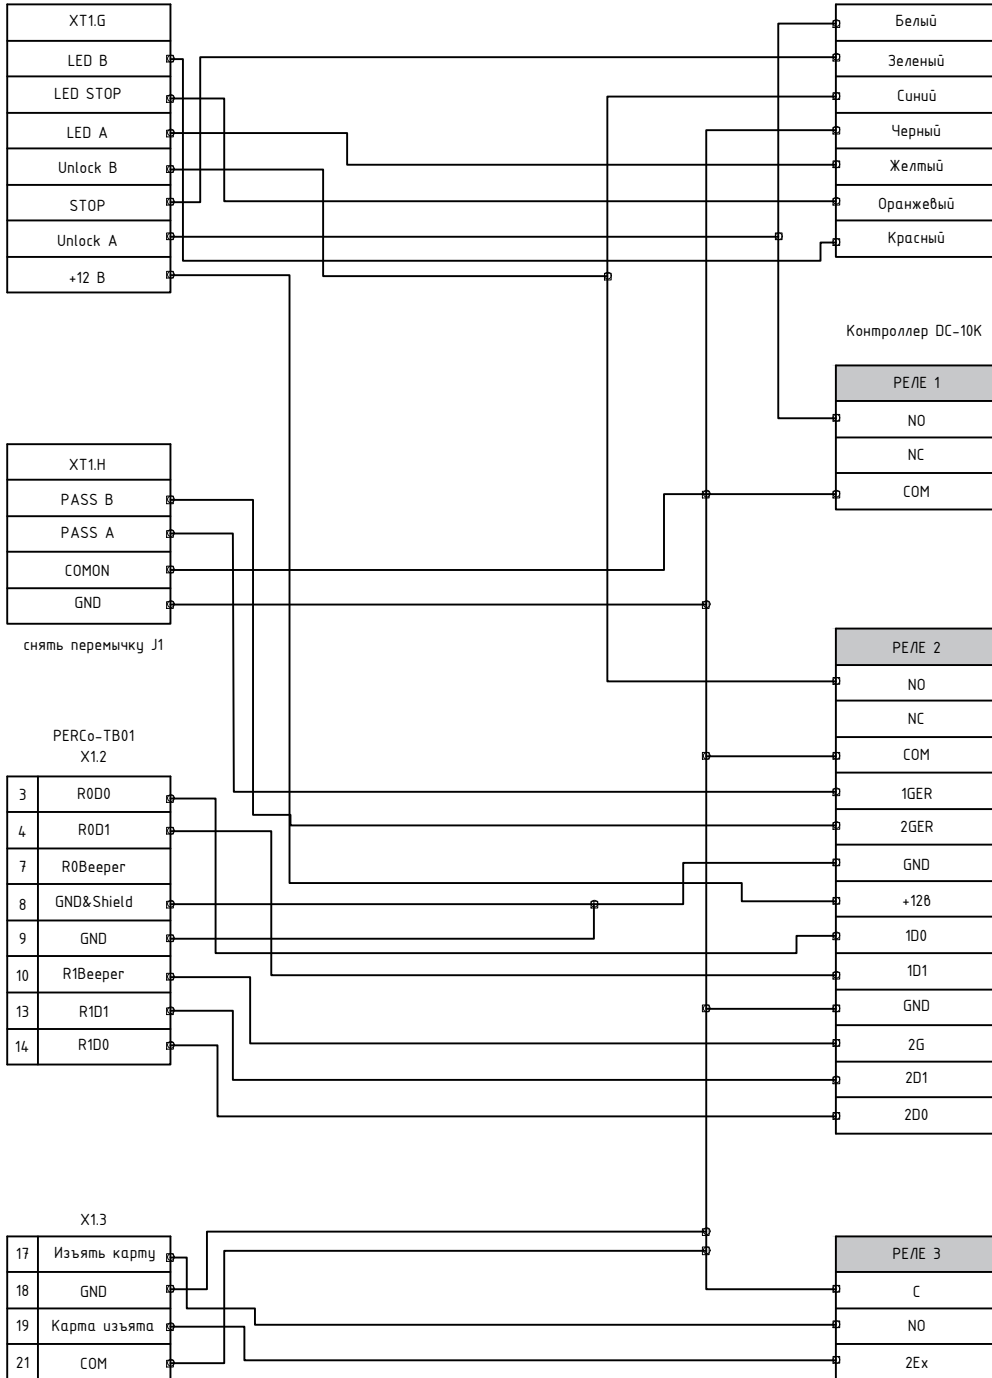 XT1.G
LED B
LED STOP
LED A
Unlock B
STOP
Unlock A
+12 В
Белый
Зеленый
Синий
Черный
Желтый
Оранжевый
Красный
Контроллер DC-10K
РЕЛЕ 1
NO
NC
COM
XT1.H
PASS B
PASS A
COMON
GND
снять перемычку J1
РЕЛЕ 2
NO
NC
COM
1GER
2GER
GND
+12в
1D0
1D1
GND
2G
2D1
2D0
PERCo-TB01
X1.2
3 R0D0
4 R0D1
7 R0Beeper
8 GND&Shield
9 GND
10 R1Beeper
13 R1D1
14 R1D0
X1.3
17 Изъять карту
18 GND
19 Карта изъята
21 COM
РЕЛЕ 3
C
NO
2Ex